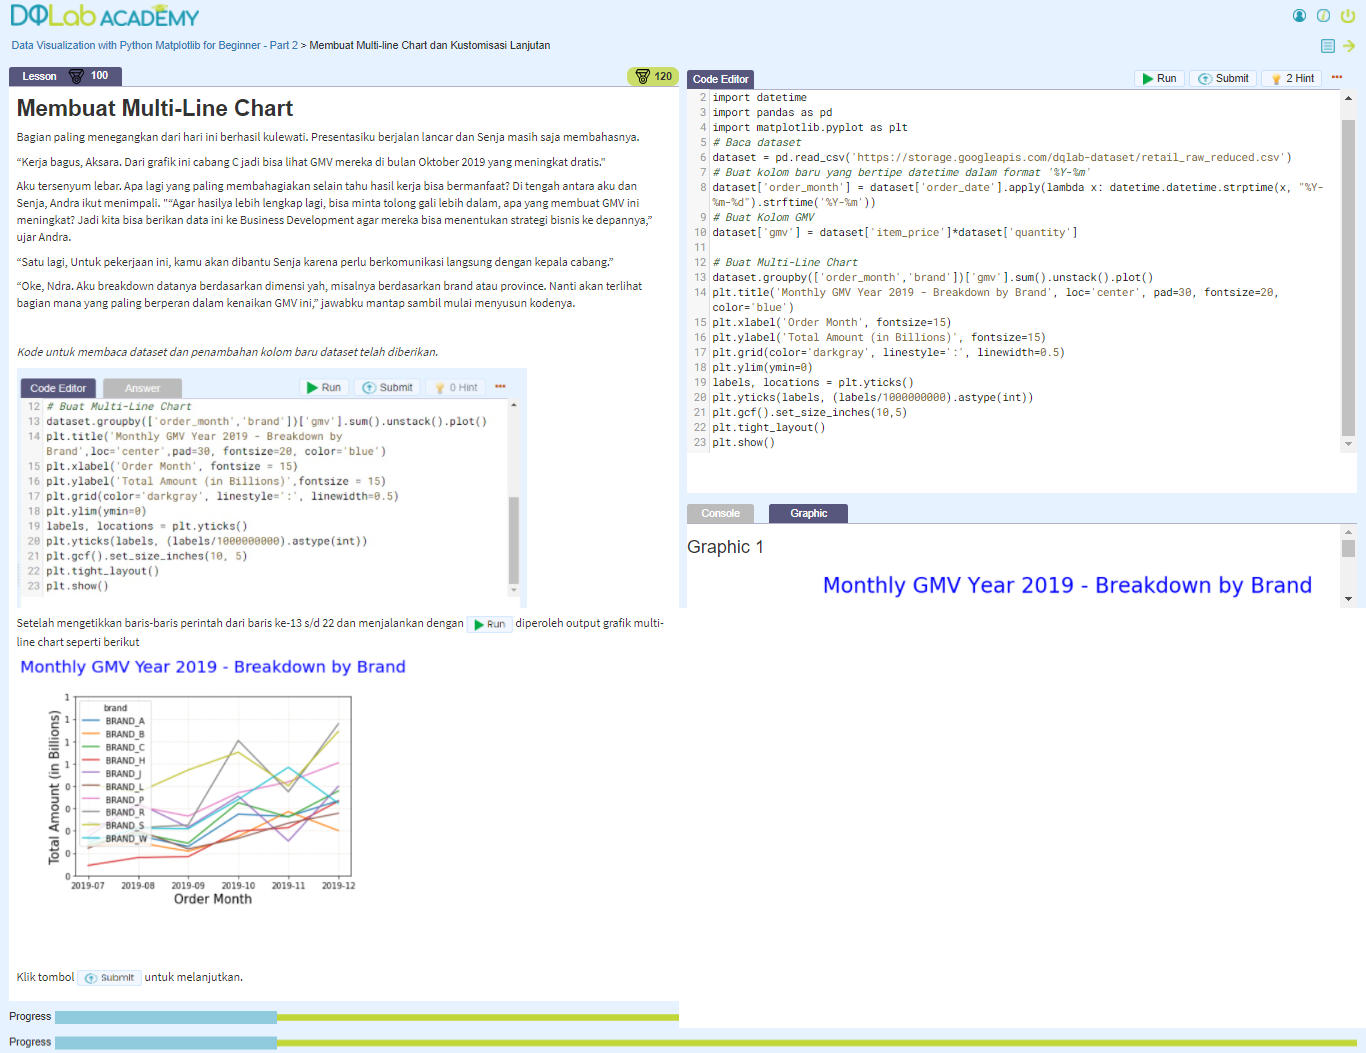 DQLab ACADEMY
Data Visualization with Python Matplotlib for Beginner - Part 2 > Membuat Multi-line Chart dan Kustomisasi Lanjutan
Lesson 100
120
Membuat Multi-Line Chart
Bagian paling menegangkan dari hari ini berhasil kulewati. Presentasiku berjalan lancar dan Senja masih saja membahasnya.
“Kerja bagus, Aksara. Dari grafik ini cabang C jadi bisa lihat GMV mereka di bulan Oktober 2019 yang meningkat dratis.”
Aku tersenyum lebar. Apa lagi yang paling membahagiakan selain tahu hasil kerja bisa bermanfaat? Di tengah antara aku dan
Senja, Andra ikut menimpali. "“Agar hasilya lebih lengkap lagi, bisa minta tolong gali lebih dalam, apa yang membuat GMV ini
meningkat? Jadi kita bisa berikan data ini ke Business Development agar mereka bisa menentukan strategi bisnis ke depannya,”
ujar Andra.
“Satu lagi, Untuk pekerjaan ini, kamu akan dibantu Senja karena perlu berkomunikasi langsung dengan kepala cabang.”
“Oke, Ndra. Aku breakdown datanya berdasarkan dimensi yah, misalnya berdasarkan brand atau province. Nanti akan terlihat
bagian mana yang paling berperan dalam kenaikan GMV ini,” jawabku mantap sambil mulai menyusun kodenya.
Kode untuk membaca dataset dan penambahan kolom baru dataset telah diberikan.
Code Editor Answer Run Submit 0 Hint
12 # Buat Multi-Line Chart
13 dataset.groupby(['order_month','brand'])['gmv'].sum().unstack().plot()
14 plt.title('Monthly GMV Year 2019 - Breakdown by
Brand',loc='center',pad=30, fontsize=20, color='blue')
15 plt.xlabel('Order Month', fontsize = 15)
16 plt.ylabel('Total Amount (in Billions)',fontsize = 15)
17 plt.grid(color='darkgray', linestyle=':', linewidth=0.5)
18 plt.ylim(ymin=0)
19 labels, locations = plt.yticks()
20 plt.yticks(labels, (labels/1000000000).astype(int))
21 plt.gcf().set_size_inches(10, 5)
22 plt.tight_layout()
23 plt.show()
Setelah mengetikkan baris-baris perintah dari baris ke-13 s/d 22 dan menjalankan dengan Run diperoleh output grafik multi-
line chart seperti berikut
Monthly GMV Year 2019 - Breakdown by Brand
Total Amount (in Billions)
1
1
1
1
0
0
0
0
0
brand
BRAND_A
BRAND_B
BRAND_C
BRAND_H
BRAND_J
BRAND_L
BRAND_P
BRAND_R
BRAND_S
BRAND_W
2019-07 2019-08 2019-09 2019-10 2019-11 2019-12
Order Month
Klik tombol Submit untuk melanjutkan.
Progress
Progress
Code Editor Run Submit 2 Hint
2 import datetime
3 import pandas as pd
4 import matplotlib.pyplot as plt
5 # Baca dataset
6 dataset = pd.read_csv('https://storage.googleapis.com/dqlab-dataset/retail_raw_reduced.csv')
7 # Buat kolom baru yang bertipe datetime dalam format '%Y-%m'
8 dataset['order_month'] = dataset['order_date'].apply(lambda x: datetime.datetime.strptime(x, "%Y-
%m-%d").strftime('%Y-%m'))
9 # Buat Kolom GMV
10 dataset['gmv'] = dataset['item_price']*dataset['quantity']
11
12 # Buat Multi-Line Chart
13 dataset.groupby(['order_month','brand'])['gmv'].sum().unstack().plot()
14 plt.title('Monthly GMV Year 2019 - Breakdown by Brand', loc='center', pad=30, fontsize=20,
color='blue')
15 plt.xlabel('Order Month', fontsize=15)
16 plt.ylabel('Total Amount (in Billions)', fontsize=15)
17 plt.grid(color='darkgray', linestyle=':', linewidth=0.5)
18 plt.ylim(ymin=0)
19 labels, locations = plt.yticks()
20 plt.yticks(labels, (labels/1000000000).astype(int))
21 plt.gcf().set_size_inches(10,5)
22 plt.tight_layout()
23 plt.show()
Console Graphic
Graphic 1
Monthly GMV Year 2019 - Breakdown by Brand